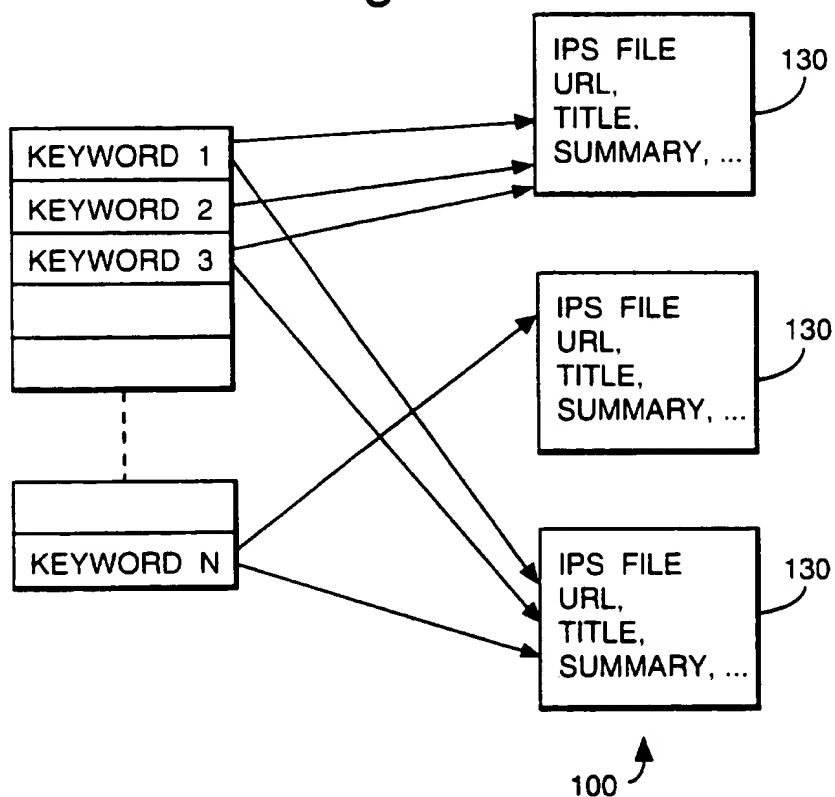 KEYWORD 1
KEYWORD 2
KEYWORD 3
KEYWORD N
IPS FILE
URL,
TITLE,
SUMMARY, ...
130
IPS FILE
URL,
TITLE,
SUMMARY, ...
130
IPS FILE
URL,
TITLE,
SUMMARY, ...
130
100